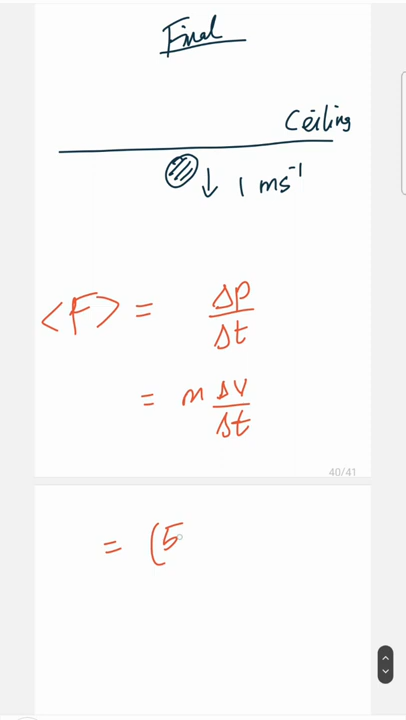 Final
Ceiling
↓ 1 ms⁻¹
<F> = Δp/Δt
= m Δv/Δt
40/41
= (5